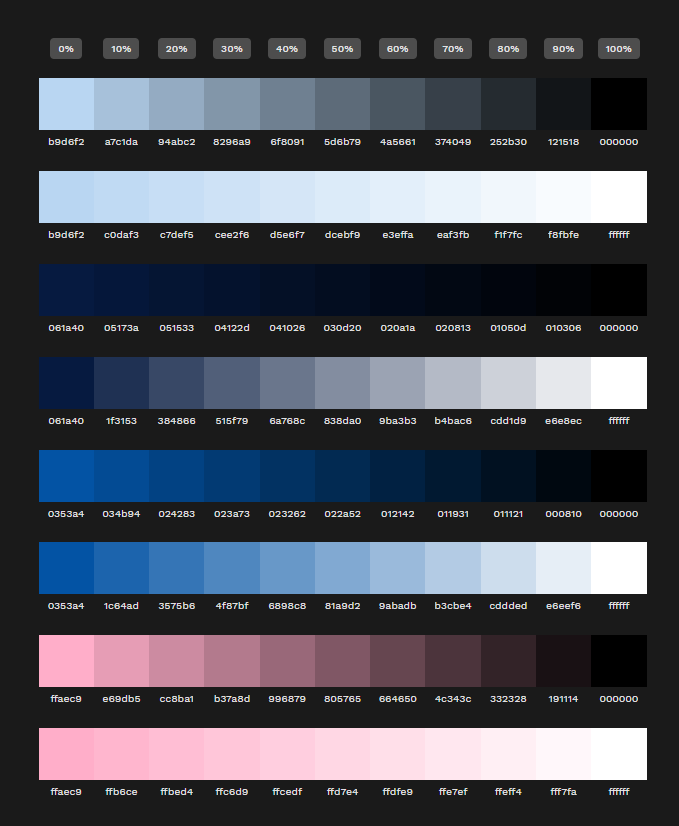 0% 10% 20% 30% 40% 50% 60% 70% 80% 90% 100%
b9d6f2 a7c1da 94abc2 8296a9 6f8091 5d6b79 4a5661 374049 252b30 121518 000000
b9d6f2 c0daf3 c7def5 cee2f6 d5e6f7 dcebf9 e3effa eaf3fb f1f7fc f8fbfe ffffff
061a40 05173a 051533 04122d 041026 030d20 020a1a 020813 01050d 010306 000000
061a40 1f3153 384866 515f79 6a768c 838da0 9ba3b3 b4bac6 cdd1d9 e6e8ec ffffff
0353a4 034b94 024283 023a73 023262 022a52 012142 011931 011121 000810 000000
0353a4 1c64ad 3575b6 4f87bf 6898c8 81a9d2 9abadb b3cbe4 cddded e6eef6 ffffff
ffaec9 e69db5 cc8ba1 b37a8d 996879 805765 664650 4c343c 332328 191114 000000
ffaec9 ffb6ce ffbed4 ffc6d9 ffcedf ffd7e4 ffdfe9 ffe7ef ffeff4 fff7fa ffffff